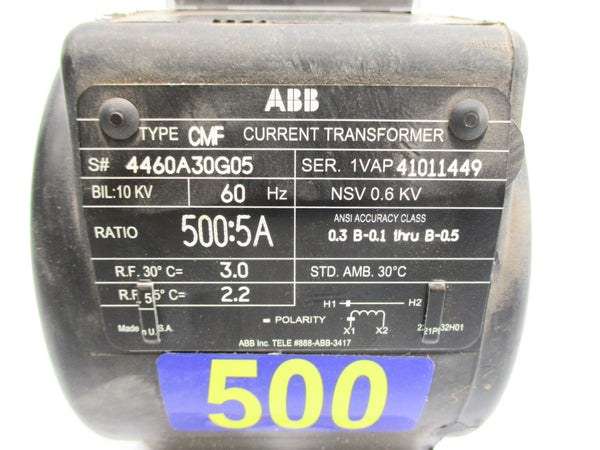 ABB
TYPE CMF CURRENT TRANSFORMER
S# 4460A30G05 SER. 1VAP 41011449
BIL:10 KV 60 Hz NSV 0.6 KV
RATIO 500:5A ANSI ACCURACY CLASS
0.3 B-0.1 thru B-0.5
R.F. 30° C= 3.0 STD. AMB. 30°C
R.F. 55° C= 2.2
H1 H2
= POLARITY X1 X2
Made in U.S.A.
ABB Inc. TELE #888-ABB-3417
500